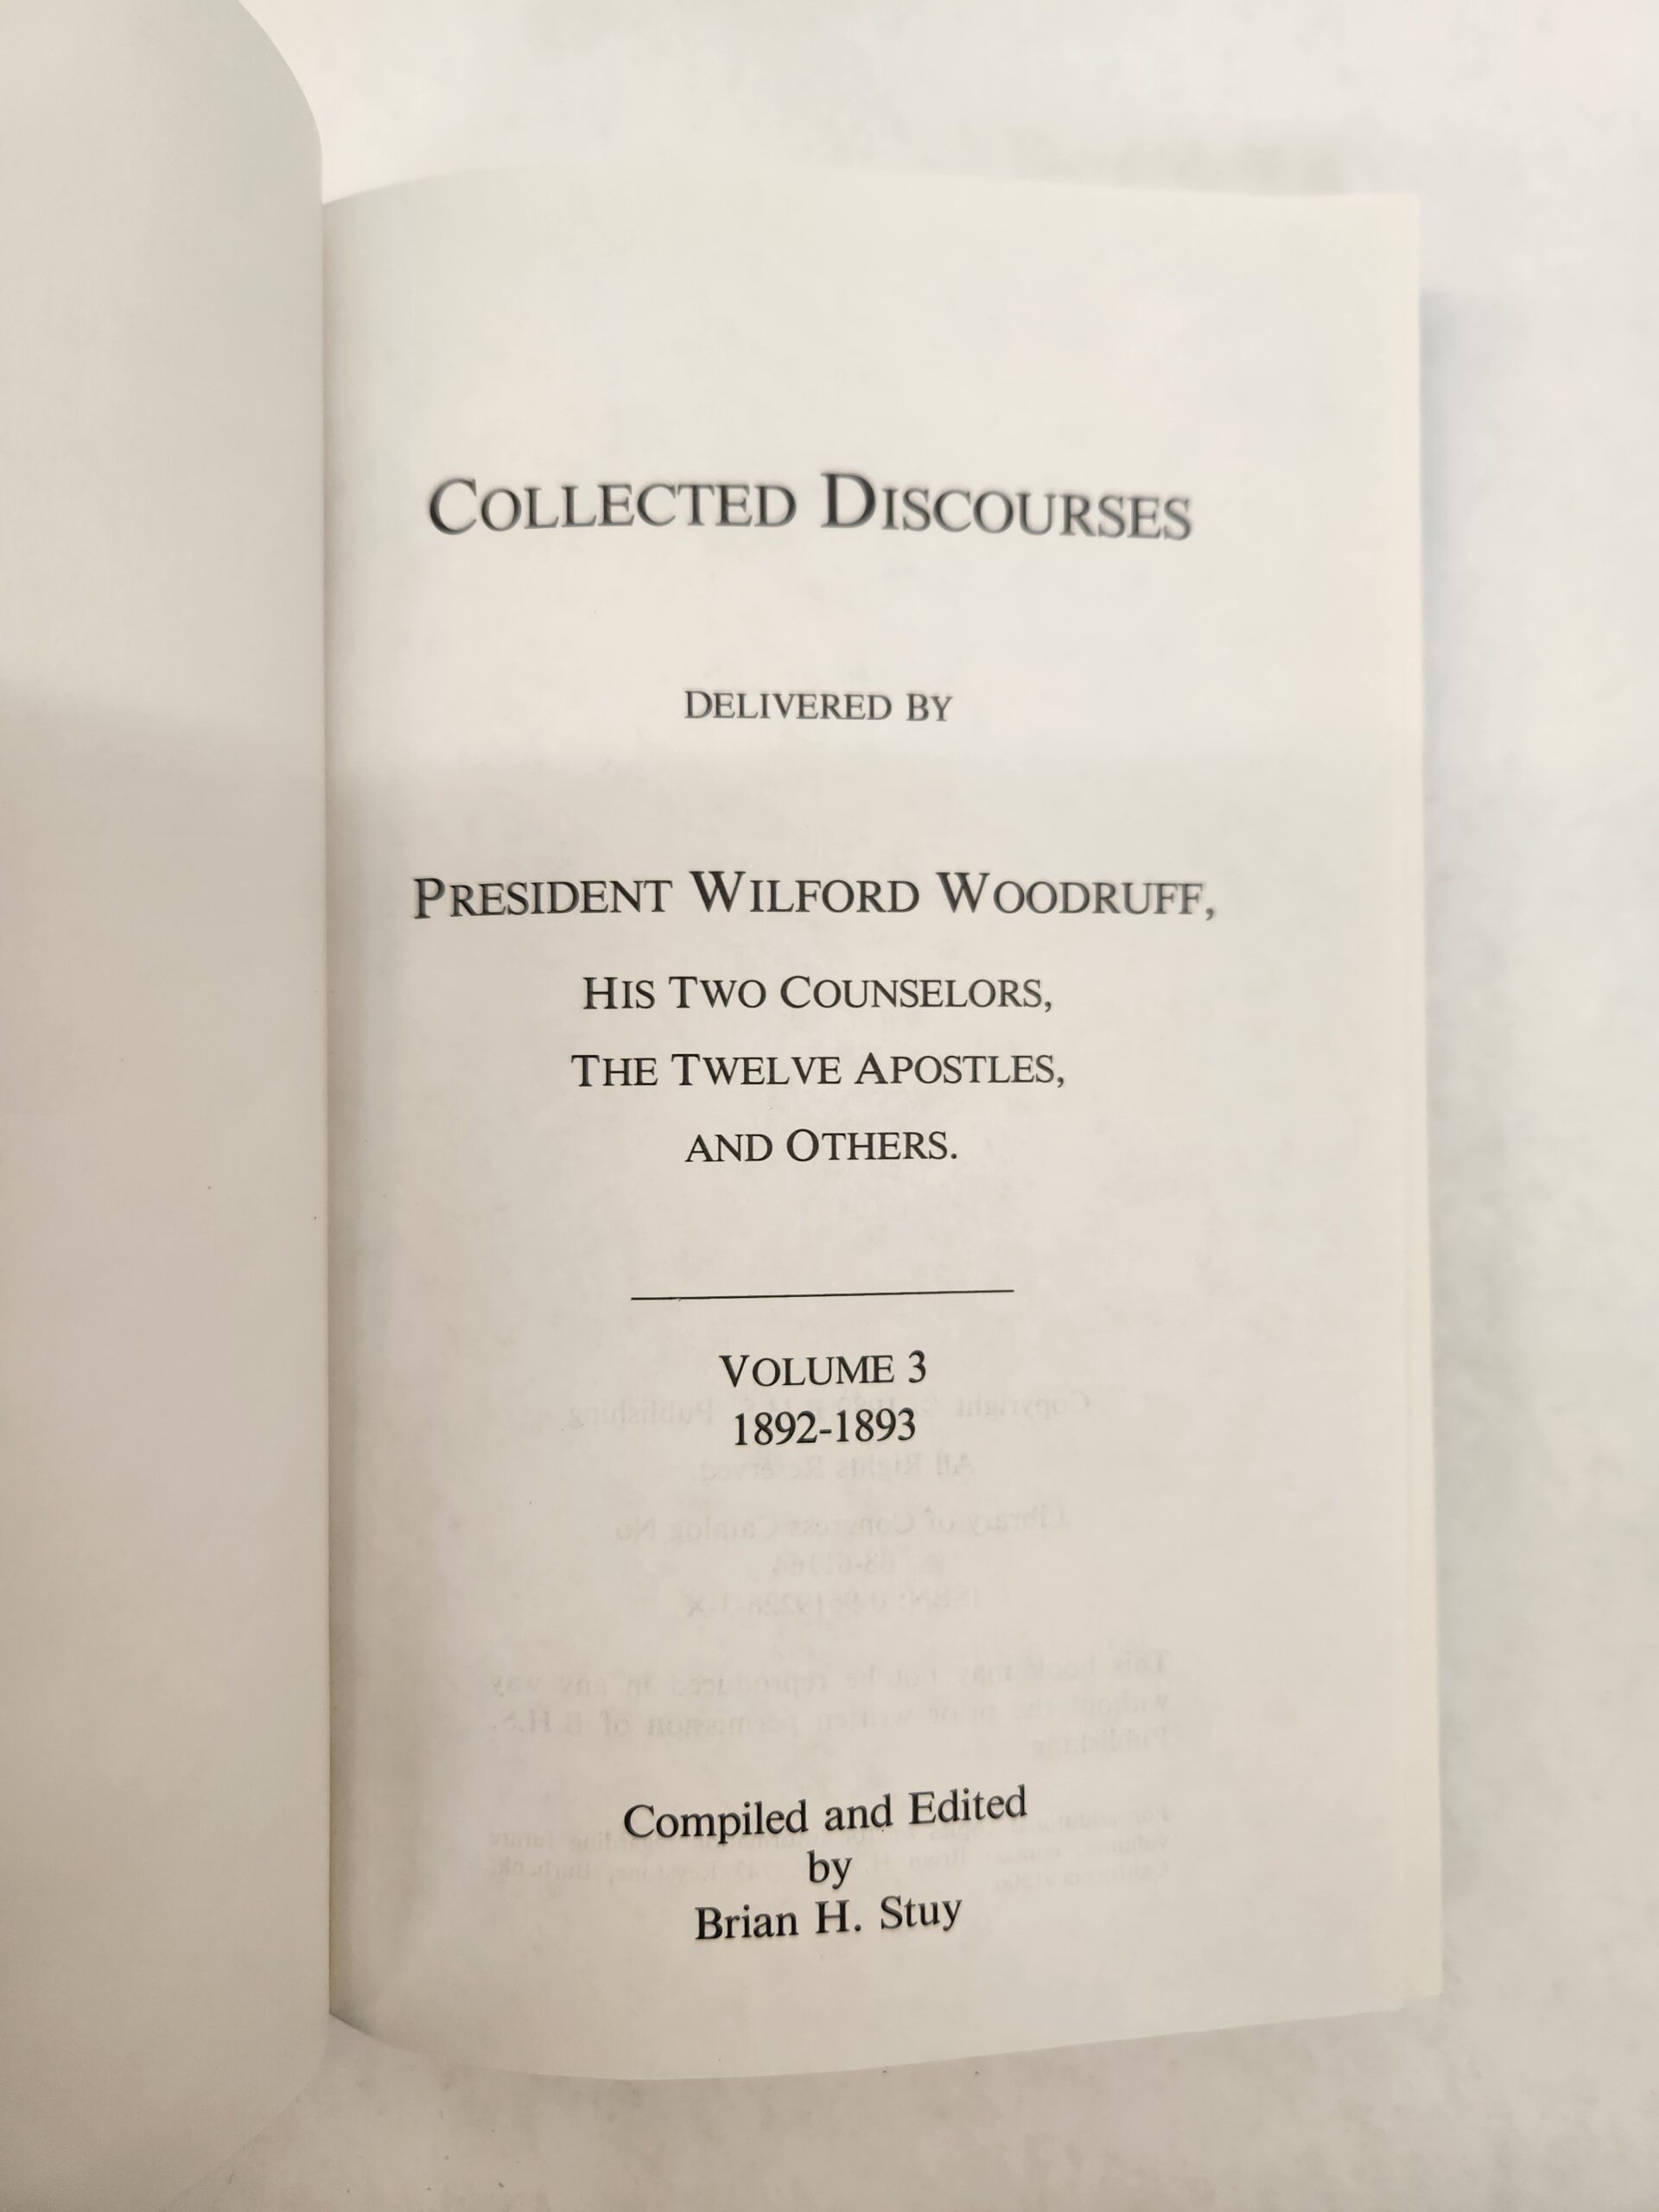 COLLECTED DISCOURSES
DELIVERED BY
PRESIDENT WILFORD WOODRUFF,
HIS TWO COUNSELORS,
THE TWELVE APOSTLES,
AND OTHERS.
VOLUME 3
1892-1893
Compiled and Edited
by
Brian H. Stuy